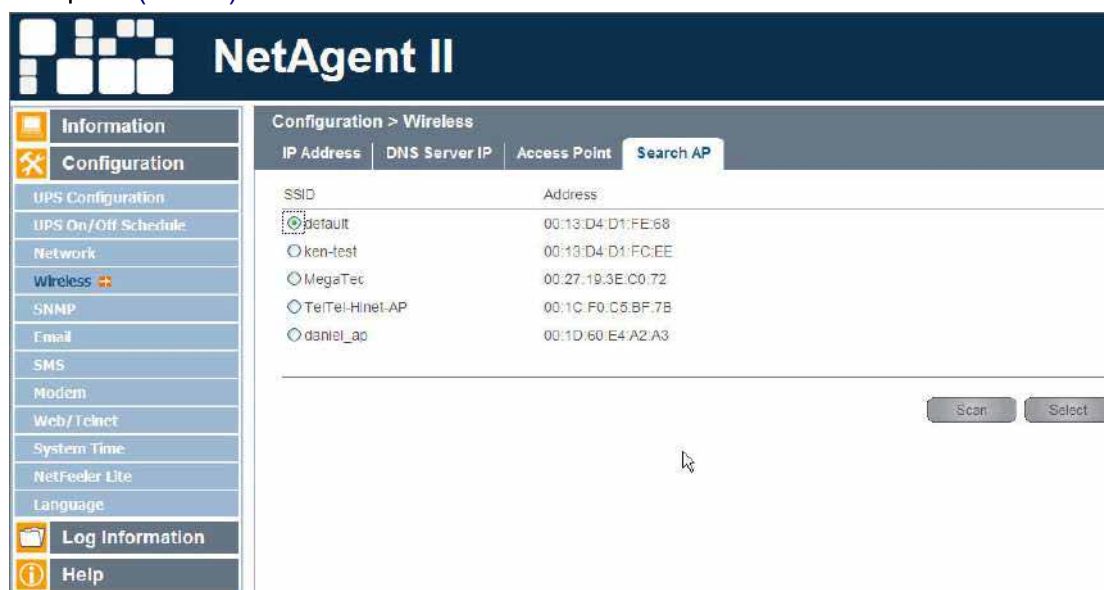 NetAgent II
Information
Configuration
UPS Configuration
UPS On/Off Schedule
Network
Wireless
SNMP
Email
SMS
Modem
Web/Telnet
System Time
NetFeeler Lite
Language
Log Information
Help
Configuration > Wireless
IP Address DNS Server IP Access Point Search AP
SSID Address
default 00:13:D4:D1:FE:68
ken-test 00:13:D4:D1:FC:EE
MegaTec 00:27:19:3E:C0:72
TelTel-Hinet-AP 00:1C:F0:C5:BF:7B
daniel_ap 00:1D:60:E4:A2:A3
Scan Select